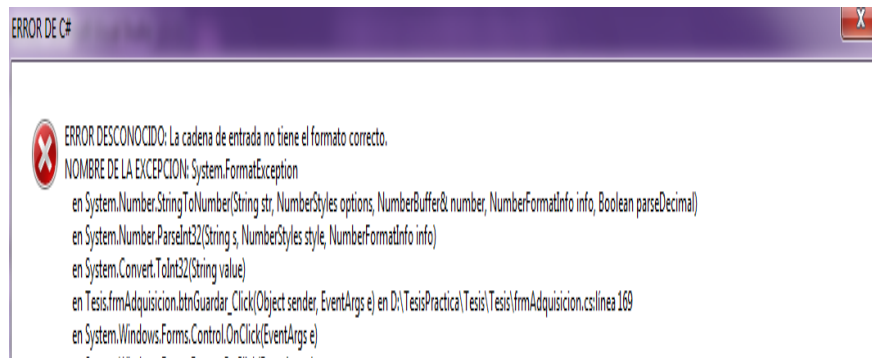 ERROR DE C#
X
ERROR DESCONOCIDO: La cadena de entrada no tiene el formato correcto.
NOMBRE DE LA EXCEPCION: System.FormatException
en System.Number.StringToNumber(String str, NumberStyles options, NumberBuffer& number, NumberFormatInfo info, Boolean parseDecimal)
en System.Number.ParseInt32(String s, NumberStyles style, NumberFormatInfo info)
en System.Convert.ToInt32(String value)
en Tesis.frmAdquisicion.btnGuardar_Click(Object sender, EventArgs e) en D:\TesisPractica\Tesis\Tesis\frmAdquisicion.cs:línea 169
en System.Windows.Forms.Control.OnClick(EventArgs e)